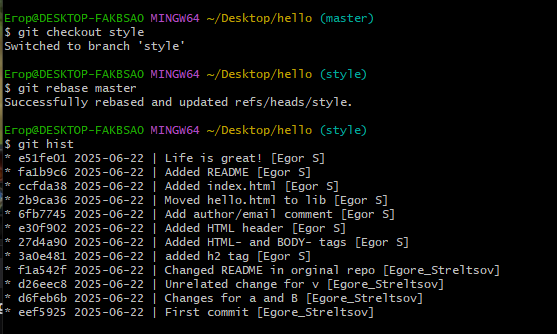 Егор@DESKTOP-FAKBSAO MINGW64 ~/Desktop/hello (master)
$ git checkout style
Switched to branch 'style'
Егор@DESKTOP-FAKBSAO MINGW64 ~/Desktop/hello (style)
$ git rebase master
Successfully rebased and updated refs/heads/style.
Егор@DESKTOP-FAKBSAO MINGW64 ~/Desktop/hello (style)
$ git hist
* e51fe01 2025-06-22 | Life is great! [Egor S]
* fa1b9c6 2025-06-22 | Added README [Egor S]
* ccfda38 2025-06-22 | Added index.html [Egor S]
* 2b9ca36 2025-06-22 | Moved hello.html to lib [Egor S]
* 6fb7745 2025-06-22 | Add author/email comment [Egor S]
* e30f902 2025-06-22 | Added HTML header [Egor S]
* 27d4a90 2025-06-22 | Added HTML- and BODY- tags [Egor S]
* 3a0e481 2025-06-22 | added h2 tag [Egor S]
* f1a542f 2025-06-22 | Changed README in orginal repo [Egore_Streltsov]
* d26eec8 2025-06-22 | Unrelated change for v [Egore_Streltsov]
* d6feb6b 2025-06-22 | Changes for a and B [Egore_Streltsov]
* eef5925 2025-06-22 | First commit [Egore_Streltsov]